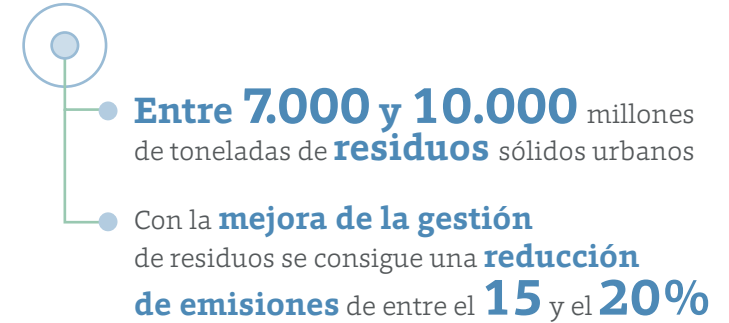 Entre 7.000 y 10.000 millones
de toneladas de residuos sólidos urbanos
Con la mejora de la gestión
de residuos se consigue una reducción
de emisiones de entre el 15 y el 20%